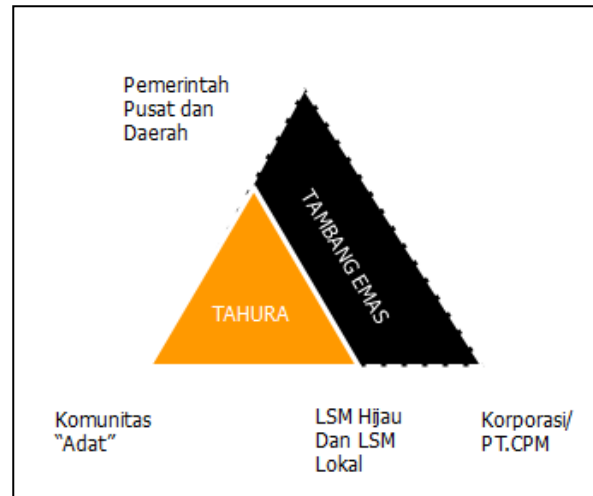 Pemerintah
Pusat dan
Daerah
TAMBANG EMAS
TAHURA
Komunitas
"Adat"
LSM Hijau
Dan LSM
Lokal
Korporasi/
PT.CPM